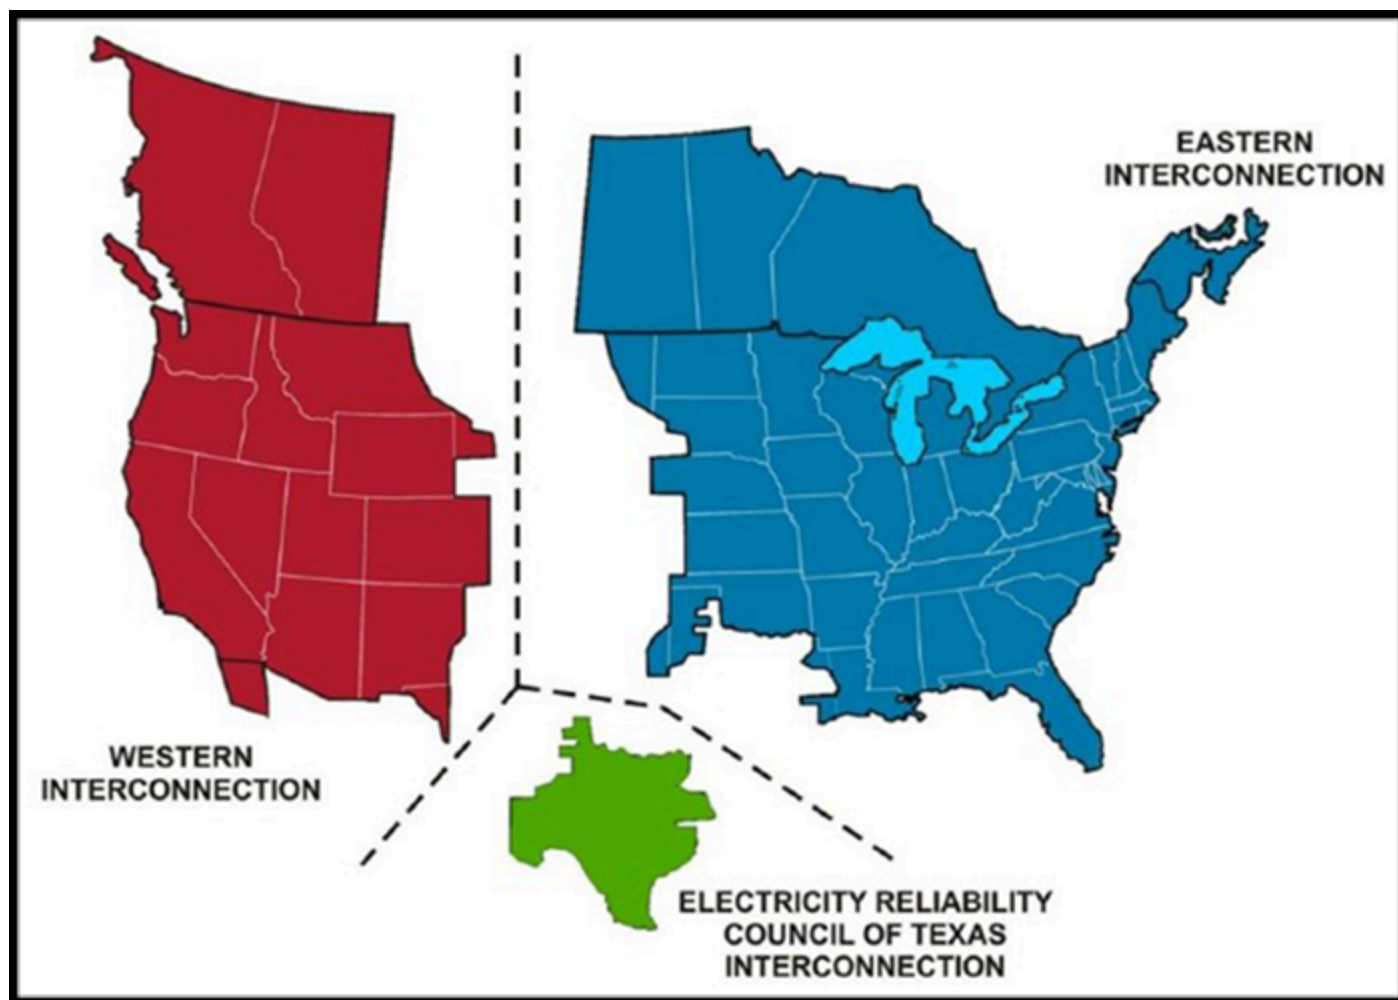 EASTERN
INTERCONNECTION
WESTERN
INTERCONNECTION
ELECTRICITY RELIABILITY
COUNCIL OF TEXAS
INTERCONNECTION